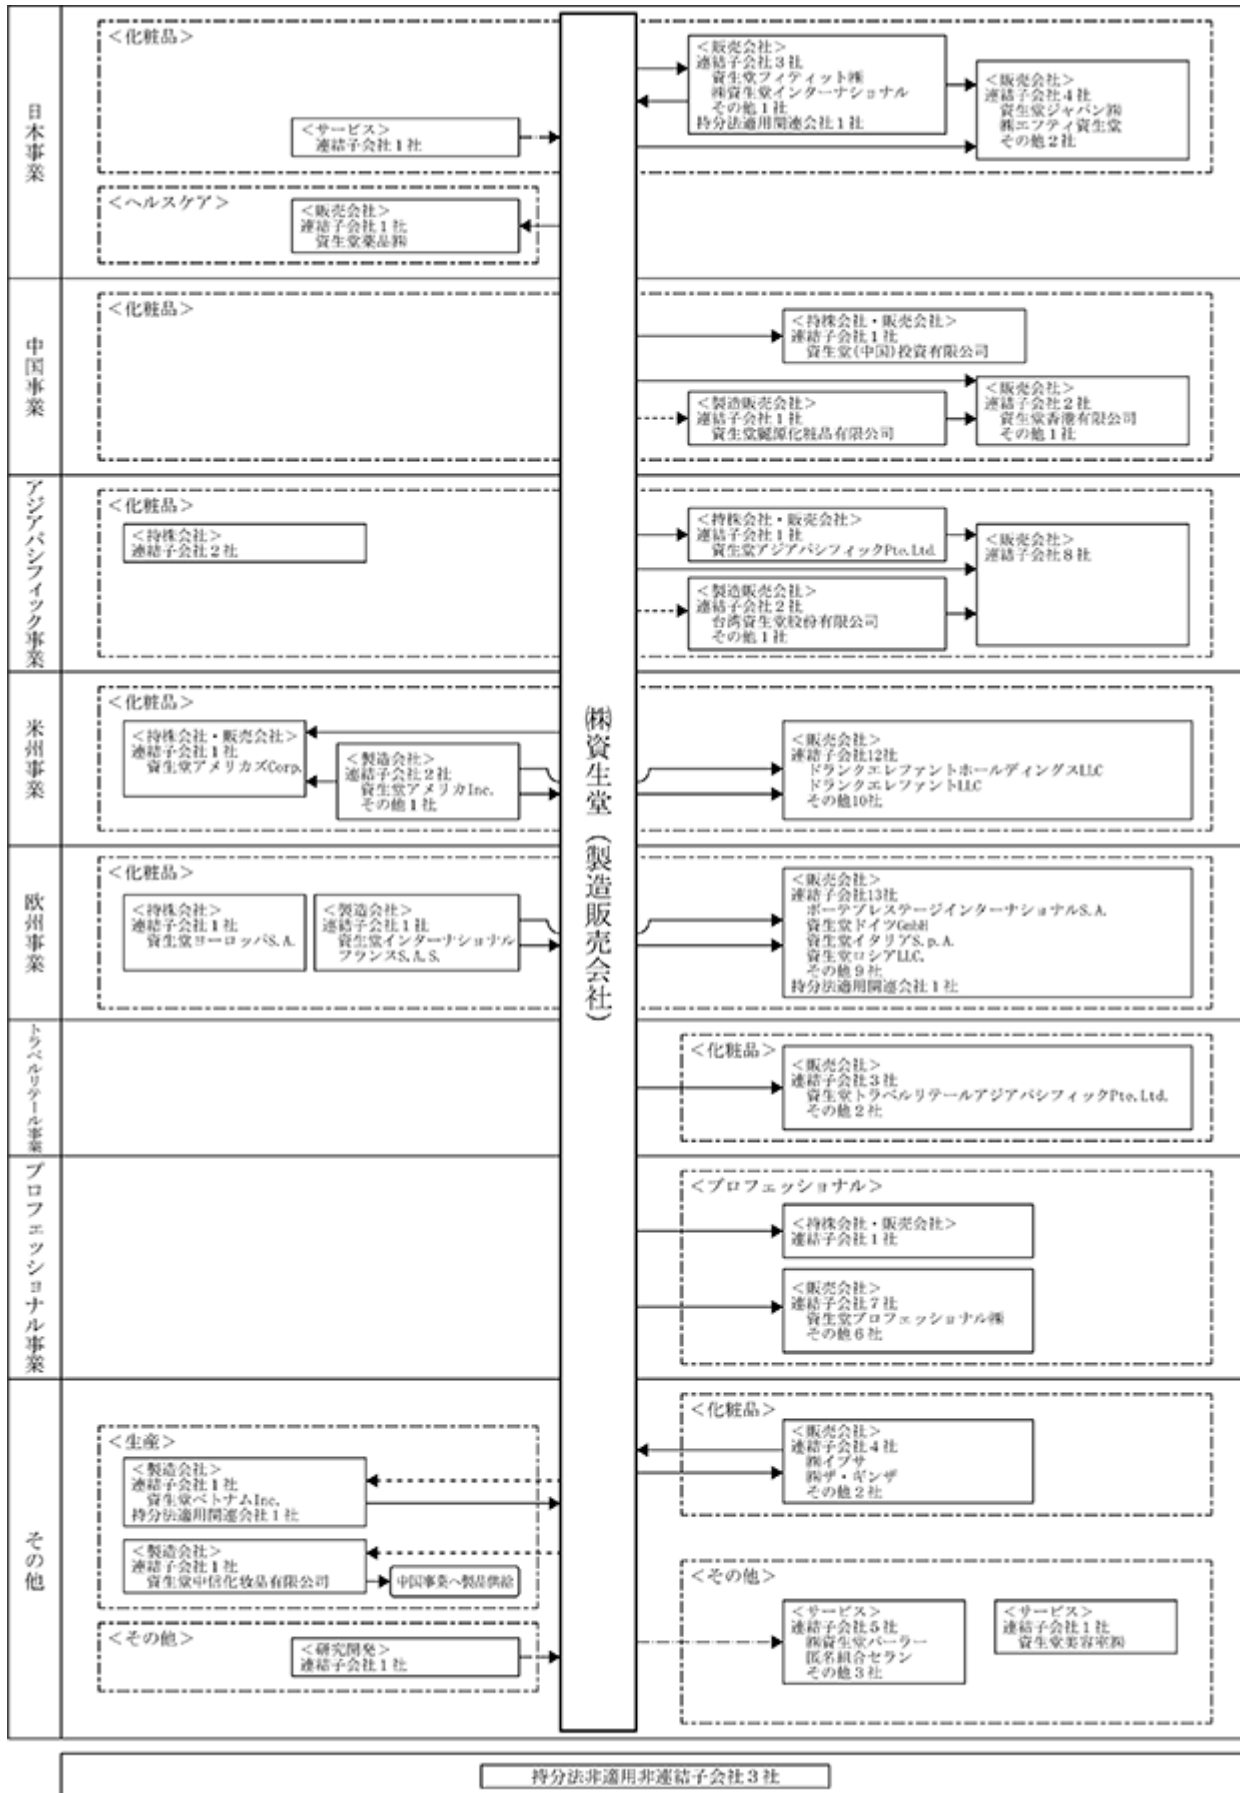 ㈱資生堂（製造販売会社）
日本事業
＜化粧品＞
＜サービス＞
連結子会社１社
＜販売会社＞
連結子会社３社
資生堂フィティット㈱
㈱資生堂インターナショナル
その他１社
持分法適用関連会社１社
＜販売会社＞
連結子会社４社
資生堂ジャパン㈱
㈱エフティ資生堂
その他２社
＜ヘルスケア＞
＜販売会社＞
連結子会社１社
資生堂薬品㈱
中国事業
＜化粧品＞
＜持株会社・販売会社＞
連結子会社１社
資生堂(中国)投資有限公司
＜製造販売会社＞
連結子会社１社
資生堂麗源化粧品有限公司
＜販売会社＞
連結子会社２社
資生堂香港有限公司
その他１社
アジアパシフィック事業
＜化粧品＞
＜持株会社＞
連結子会社２社
＜持株会社・販売会社＞
連結子会社１社
資生堂アジアパシフィックPte.Ltd.
＜製造販売会社＞
連結子会社２社
台湾資生堂股份有限公司
その他１社
＜販売会社＞
連結子会社８社
米州事業
＜化粧品＞
＜持株会社・販売会社＞
連結子会社１社
資生堂アメリカズCorp.
＜製造会社＞
連結子会社２社
資生堂アメリカInc.
その他１社
＜販売会社＞
連結子会社12社
ドランクエレファントホールディングスLLC
ドランクエレファントLLC
その他10社
欧州事業
＜化粧品＞
＜持株会社＞
連結子会社１社
資生堂ヨーロッパS.A.
＜製造会社＞
連結子会社１社
資生堂インターナショナル
フランスS.A.S.
＜販売会社＞
連結子会社13社
ボーテプレステージインターナショナルS.A.
資生堂ドイツGmbH
資生堂イタリアS.p.A.
資生堂ロシアLLC.
その他９社
持分法適用関連会社１社
トラベルリテール事業
＜化粧品＞
＜販売会社＞
連結子会社３社
資生堂トラベルリテールアジアパシフィックPte.Ltd.
その他２社
プロフェッショナル事業
＜プロフェッショナル＞
＜持株会社・販売会社＞
連結子会社１社
＜販売会社＞
連結子会社７社
資生堂プロフェッショナル㈱
その他６社
その他
＜生産＞
＜製造会社＞
連結子会社１社
資生堂ベトナムInc.
持分法適用関連会社１社
＜製造会社＞
連結子会社１社
資生堂中信化妆品有限公司
中国事業へ製品供給
＜その他＞
＜研究開発＞
連結子会社１社
＜化粧品＞
＜販売会社＞
連結子会社４社
㈱イプサ
㈱ザ・ギンザ
その他２社
＜その他＞
＜サービス＞
連結子会社５社
㈱資生堂パーラー
匿名組合セラン
その他３社
＜サービス＞
連結子会社１社
資生堂美容室㈱
持分法非適用非連結子会社３社